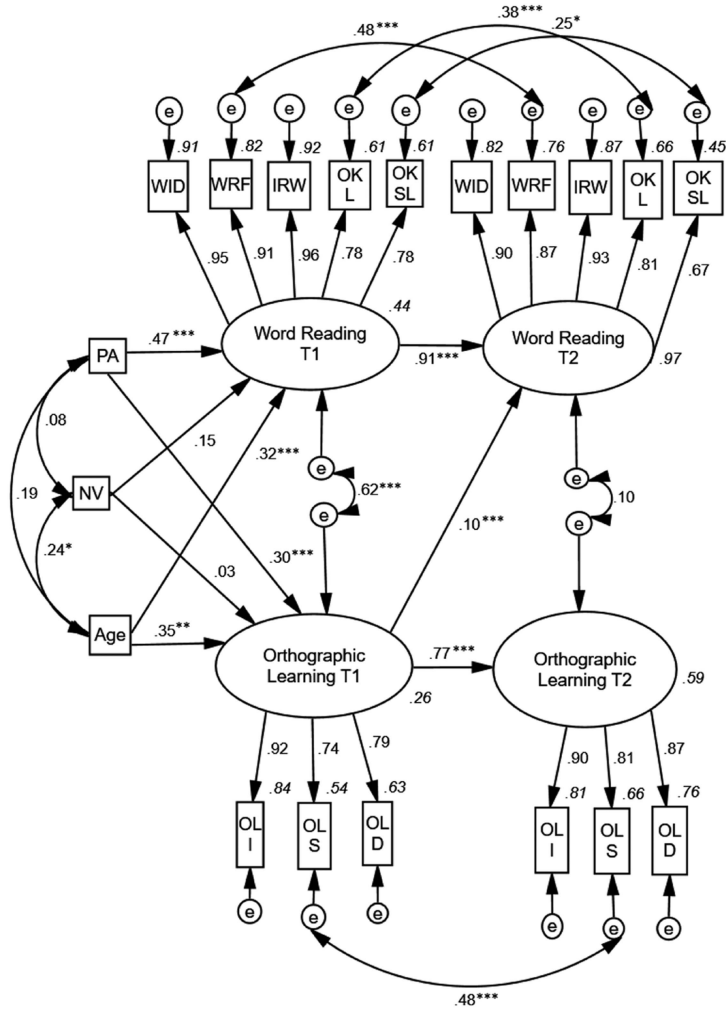 .38***
.48***
.25*
e e e e e e e e e e
.91 .82 .92 .61 .61 .82 .76 .87 .66 .45
WID WRF IRW OK L OK SL WID WRF IRW OK L OK SL
.95 .91 .96 .78 .78 .90 .87 .93 .81 .67
.44
Word Reading
T1
Word Reading
T2
.47***
.91***
.97
PA
.08
.15
.32***
e
.62***
e
e
.10
e
NV
.19
.24*
.03
.30***
.10***
Age
.35**
Orthographic
Learning T1
.77***
.26
Orthographic
Learning T2
.59
.92 .74 .79 .90 .81 .87
.84 .54 .63 .81 .66 .76
OL I OL S OL D OL I OL S OL D
e e e e e e
.48***